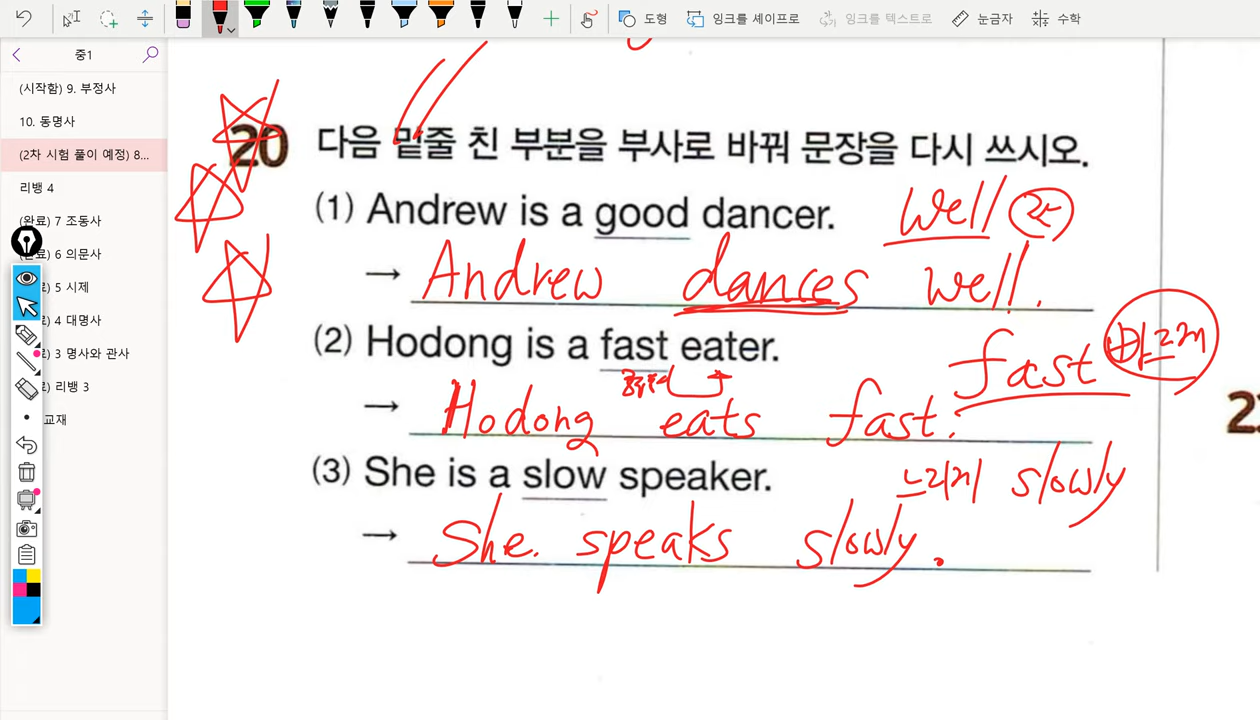 도형
잉크를 셰이프로
잉크를 텍스트로
눈금자
수학
중1
(시작함) 9. 부정사
10. 동명사
(2차 시험 풀이 예정) 8...
리뱅 4
(완료) 7 조동사
) 6 의문사
) 5 시제
) 4 대명사
) 3 명사와 관사
) 리뱅 3
교재
20 다음 밑줄 친 부분을 부사로 바꿔 문장을 다시 쓰시오.
(1) Andrew is a good dancer. well 잘
→ Andrew dances well.
(2) Hodong is a fast eater. fast 빠르게
→ Hodong eats fast.
(3) She is a slow speaker. 느리게 slowly
→ She speaks slowly.